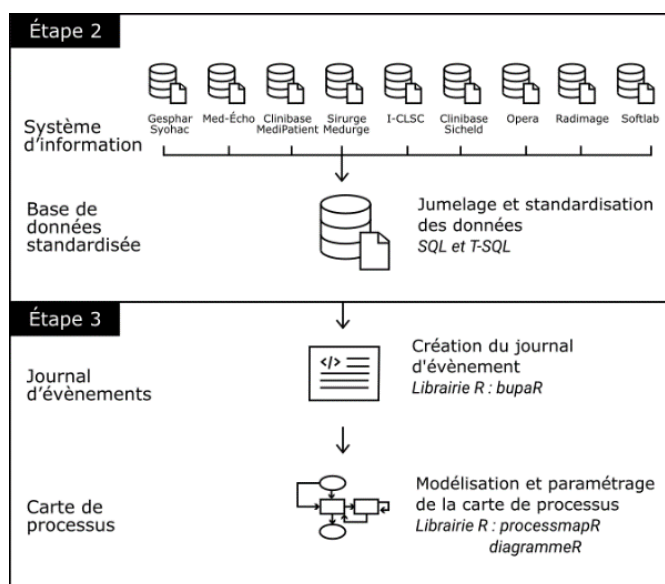 Étape 2
Gesphar
Syohac
Med-Écho
Clinibase
MediPatient
Sirurge
Medurge
I-CLSC
Clinibase
Sicheld
Opera
Radimage
Softlab
Système
d'information
Base de
données
standardisée
Jumelage et standardisation
des données
SQL et T-SQL
Étape 3
</>
Journal
d'évènements
Création du journal
d'évènement
Librairie R : bupaR
Carte de
processus
Modélisation et paramétrage
de la carte de processus
Librairie R : processmapR
diagrammeR